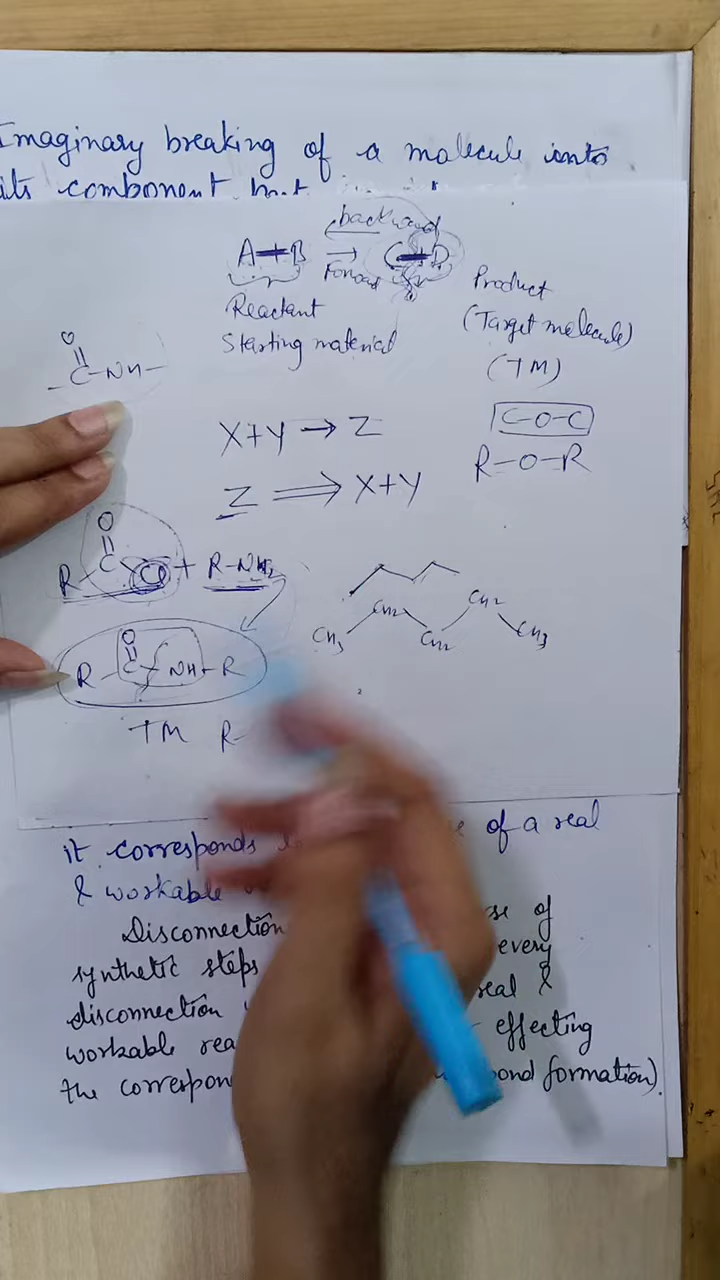 Imaginary breaking of a molecule into
its component
backward
A + B → C + D
Forward
Reactant
Starting material
Product
(Target molecule)
(TM)
O
-C-NH-
X+Y → Z
C-O-C
R-O-R
Z ⇒ X+Y
O
R-C-Cl + R-NH2
CH3 CH2 CH2 CH2 CH3
O
R-C-NH-R
TM R-
it corresponds of a real
& workable
Disconnection of
synthetic steps every
disconnection real &
workable effecting
the bond formation).